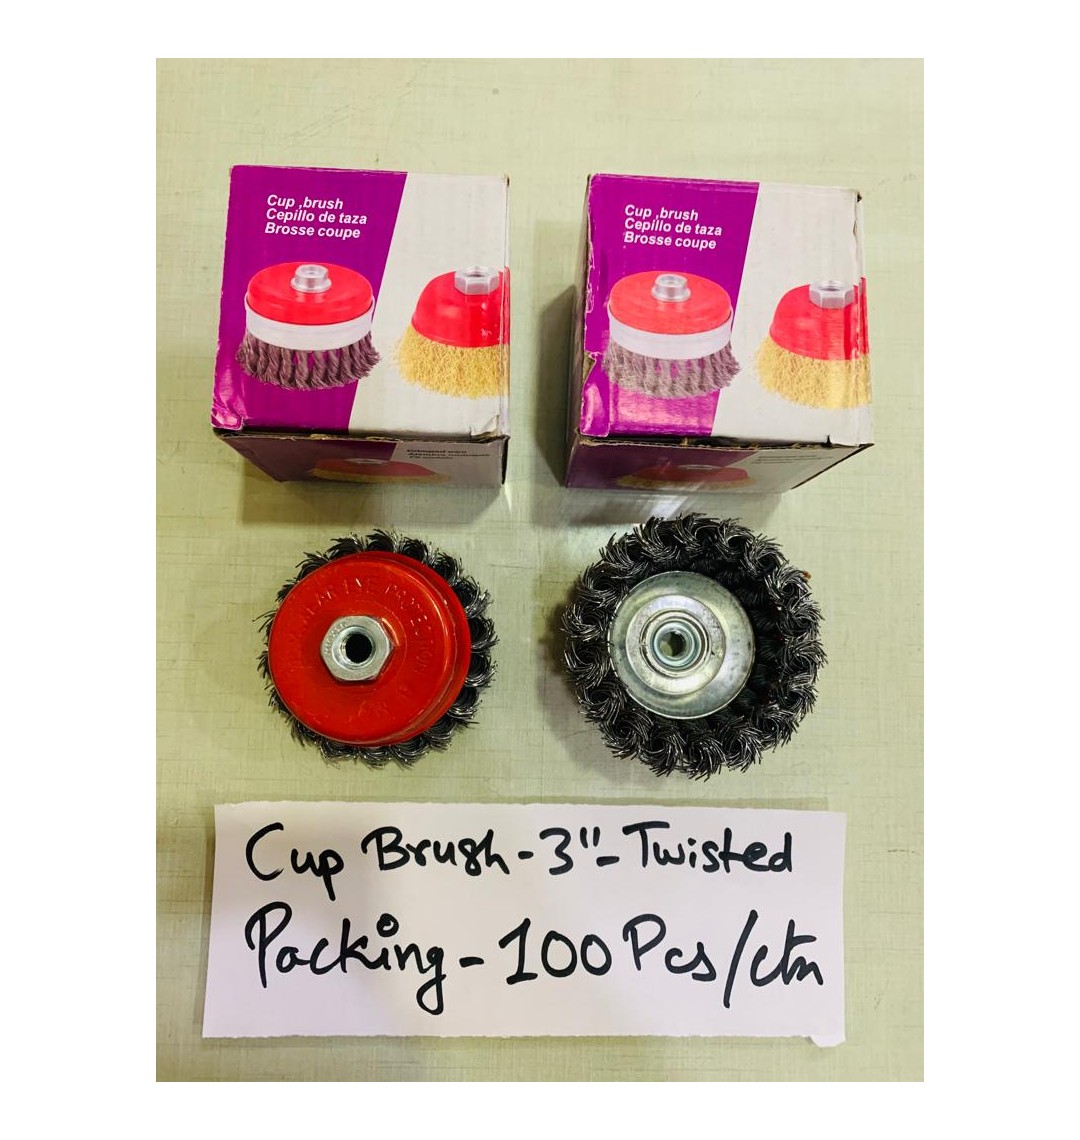 Cup ,brush
Cepillo de taza
Brosse coupe
Cup ,brush
Cepillo de taza
Brosse coupe
Cup Brush - 3" - Twisted
Packing - 100 Pcs/ctn